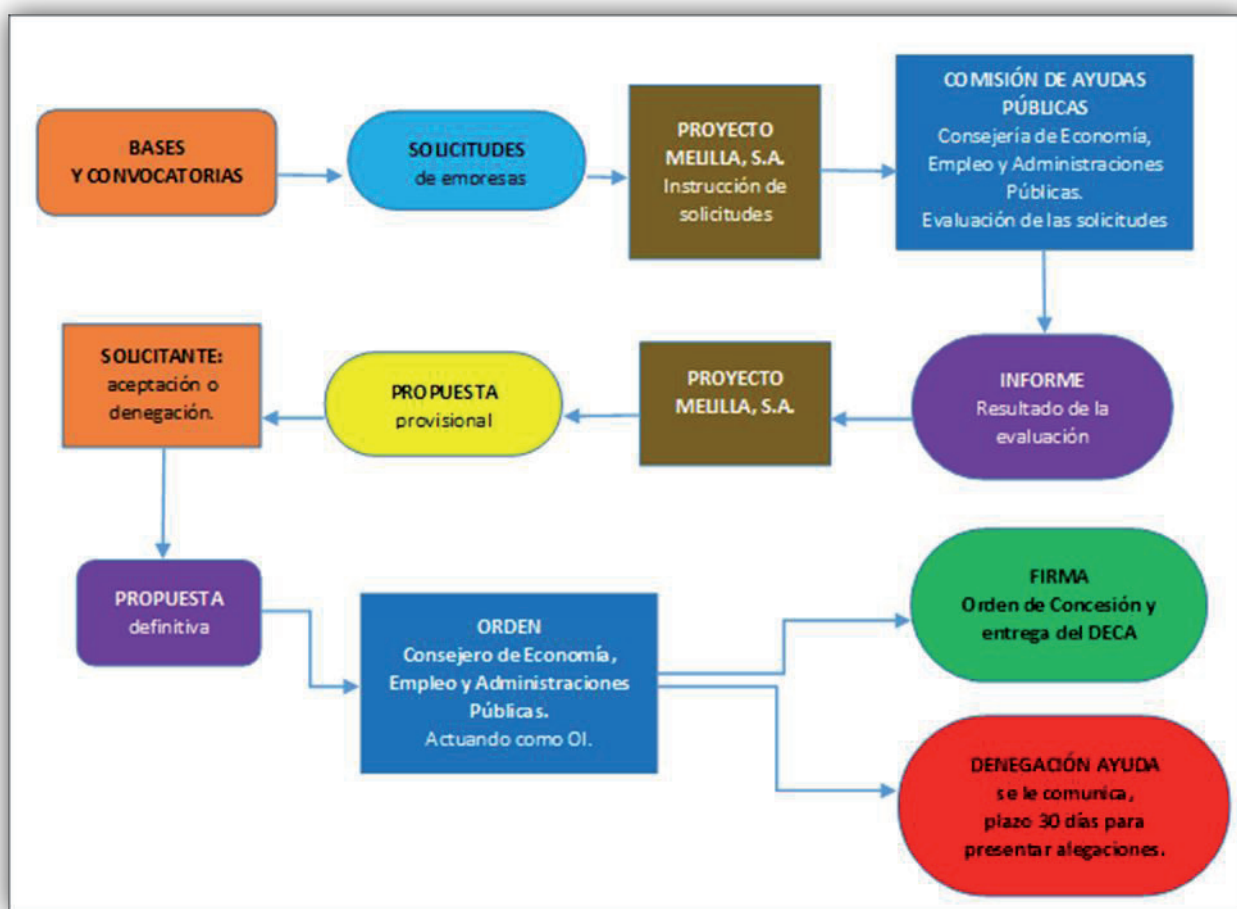 BASES
Y CONVOCATORIAS
SOLICITUDES
de empresas
PROYECTO
MELILLA, S.A.
Instrucción de
solicitudes
COMISIÓN DE AYUDAS
PÚBLICAS
Consejería de Economía,
Empleo y Administraciones
Públicas.
Evaluación de las solicitudes
INFORME
Resultado de la
evaluación
PROYECTO
MELILLA, S.A.
PROPUESTA
provisional
SOLICITANTE:
aceptación o
denegación.
PROPUESTA
definitiva
ORDEN
Consejero de Economía,
Empleo y Administraciones
Públicas.
Actuando como OI.
FIRMA
Orden de Concesión y
entrega del DECA
DENEGACIÓN AYUDA
se le comunica,
plazo 30 días para
presentar alegaciones.